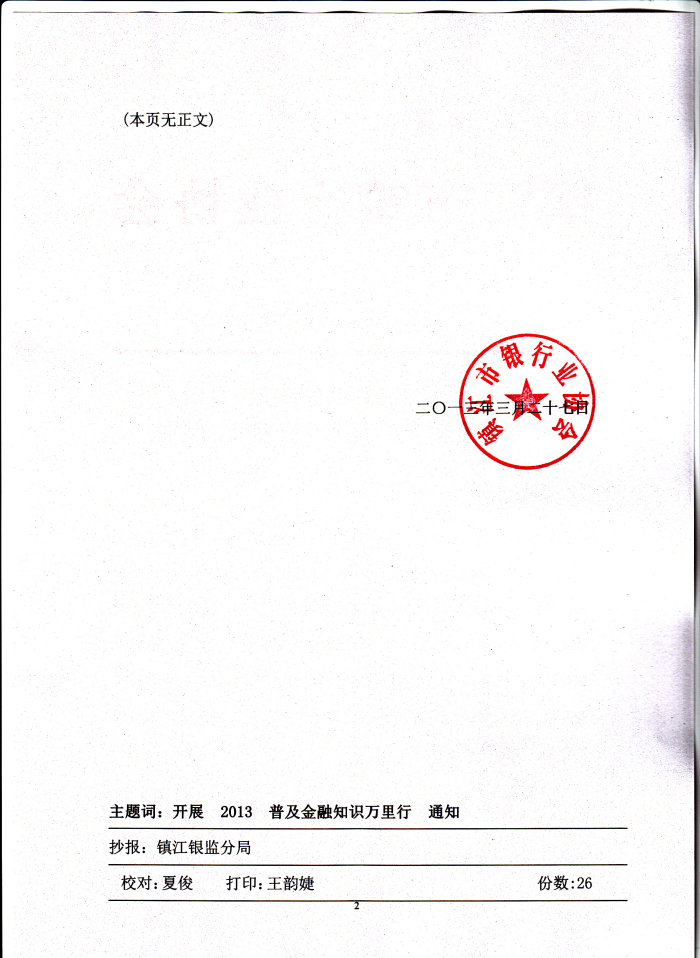 (本页无正文)
镇江市银行业协会
二〇一三年三月二十七日
主题词：开展 2013 普及金融知识万里行 通知
抄报：镇江银监分局
校对：夏俊 打印：王韵婕 份数：26
2